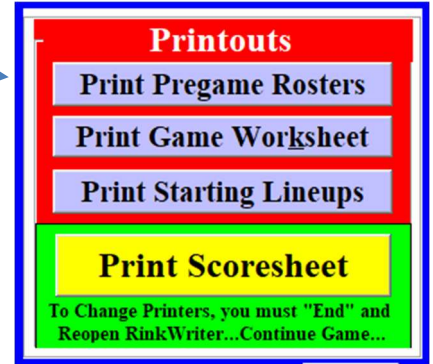 Printouts
Print Pregame Rosters
Print Game Worksheet
Print Starting Lineups
Print Scoresheet
To Change Printers, you must "End" and
Reopen RinkWriter...Continue Game...